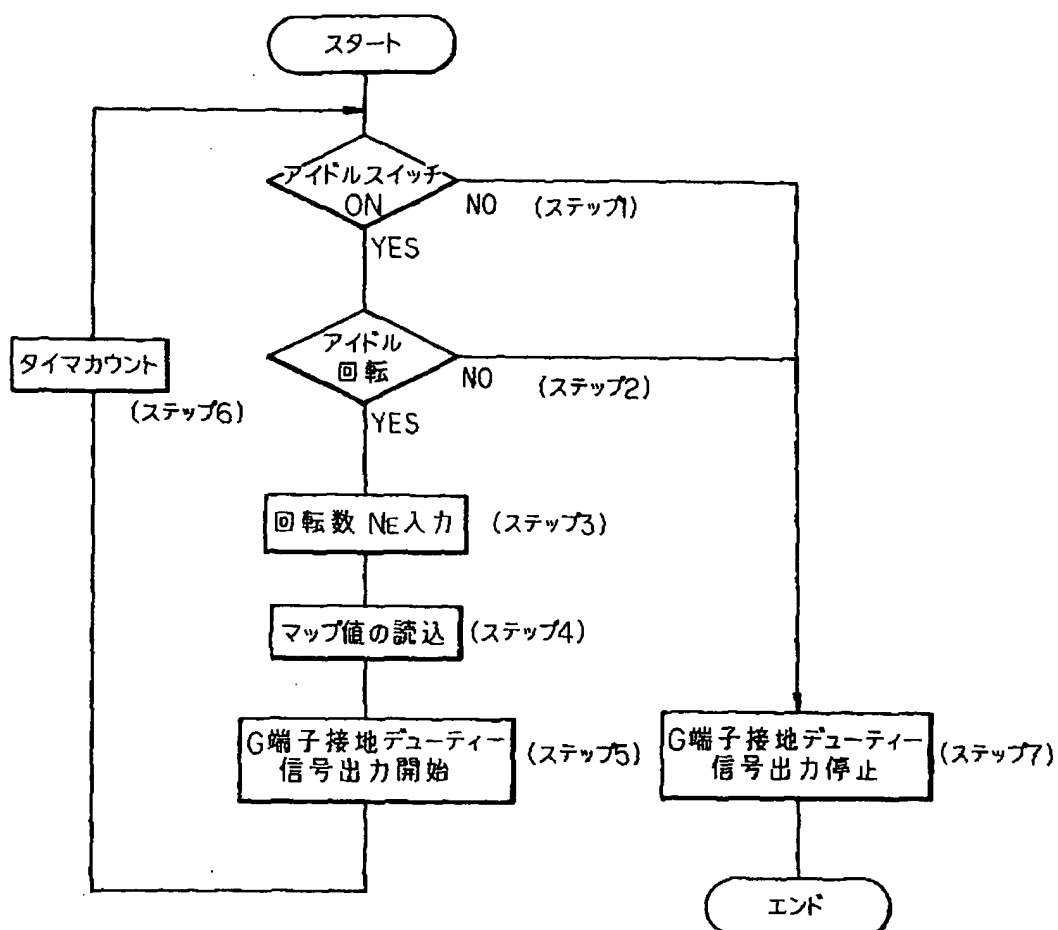 スタート
アイドルスイッチ
ON
NO (ステップ1)
YES
アイドル
回転
NO (ステップ2)
YES
タイマカウント
(ステップ6)
回転数 NE入力 (ステップ3)
マップ値の読込 (ステップ4)
G端子接地デューティー
信号出力開始
(ステップ5)
G端子接地デューティー
信号出力停止
(ステップ7)
エンド